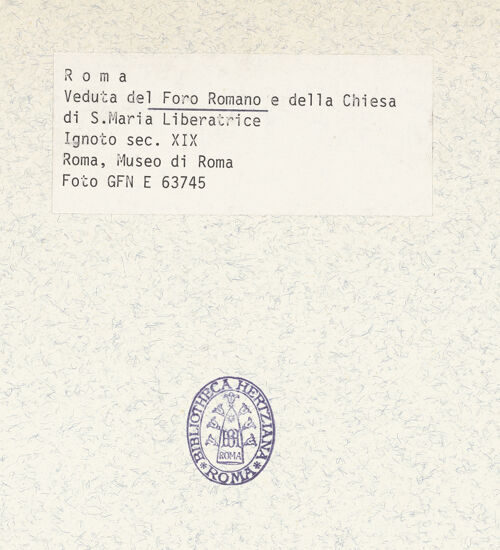 R o m a
Veduta del Foro Romano e della Chiesa
di S.Maria Liberatrice
Ignoto sec. XIX
Roma, Museo di Roma
Foto GFN E 63745
BIBLIOTHECA HERTZIANA
BH
ROMA
* ROMA *